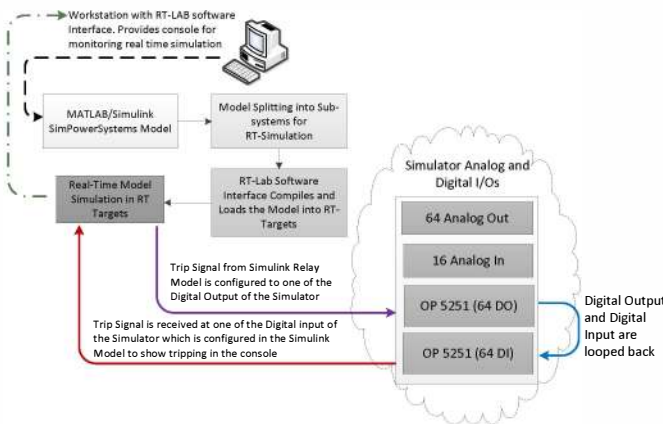 Workstation with RT-LAB software
Interface. Provides console for
monitoring real time simulation
MATLAB/Simulink
SimPowerSystems Model
Model Splitting into Sub-
systems for
RT-Simulation
Real-Time Model
Simulation in RT
Targets
RT-Lab Software
Interface Compiles and
Loads the Model into RT-
Targets
Simulator Analog and
Digital I/Os
64 Analog Out
16 Analog In
OP 5251 (64 DO)
OP 5251 (64 DI)
Trip Signal from Simulink Relay
Model is configured to one of the
Digital Output of the Simulator
Trip Signal is received at one of the Digital input of
the Simulator which is configured in the Simulink
Model to show tripping in the console
Digital Output
and Digital
Input are
looped back